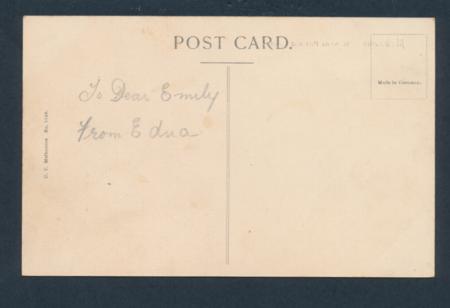 POST CARD.
Made in Germany.
To Dear Emily
From Edna